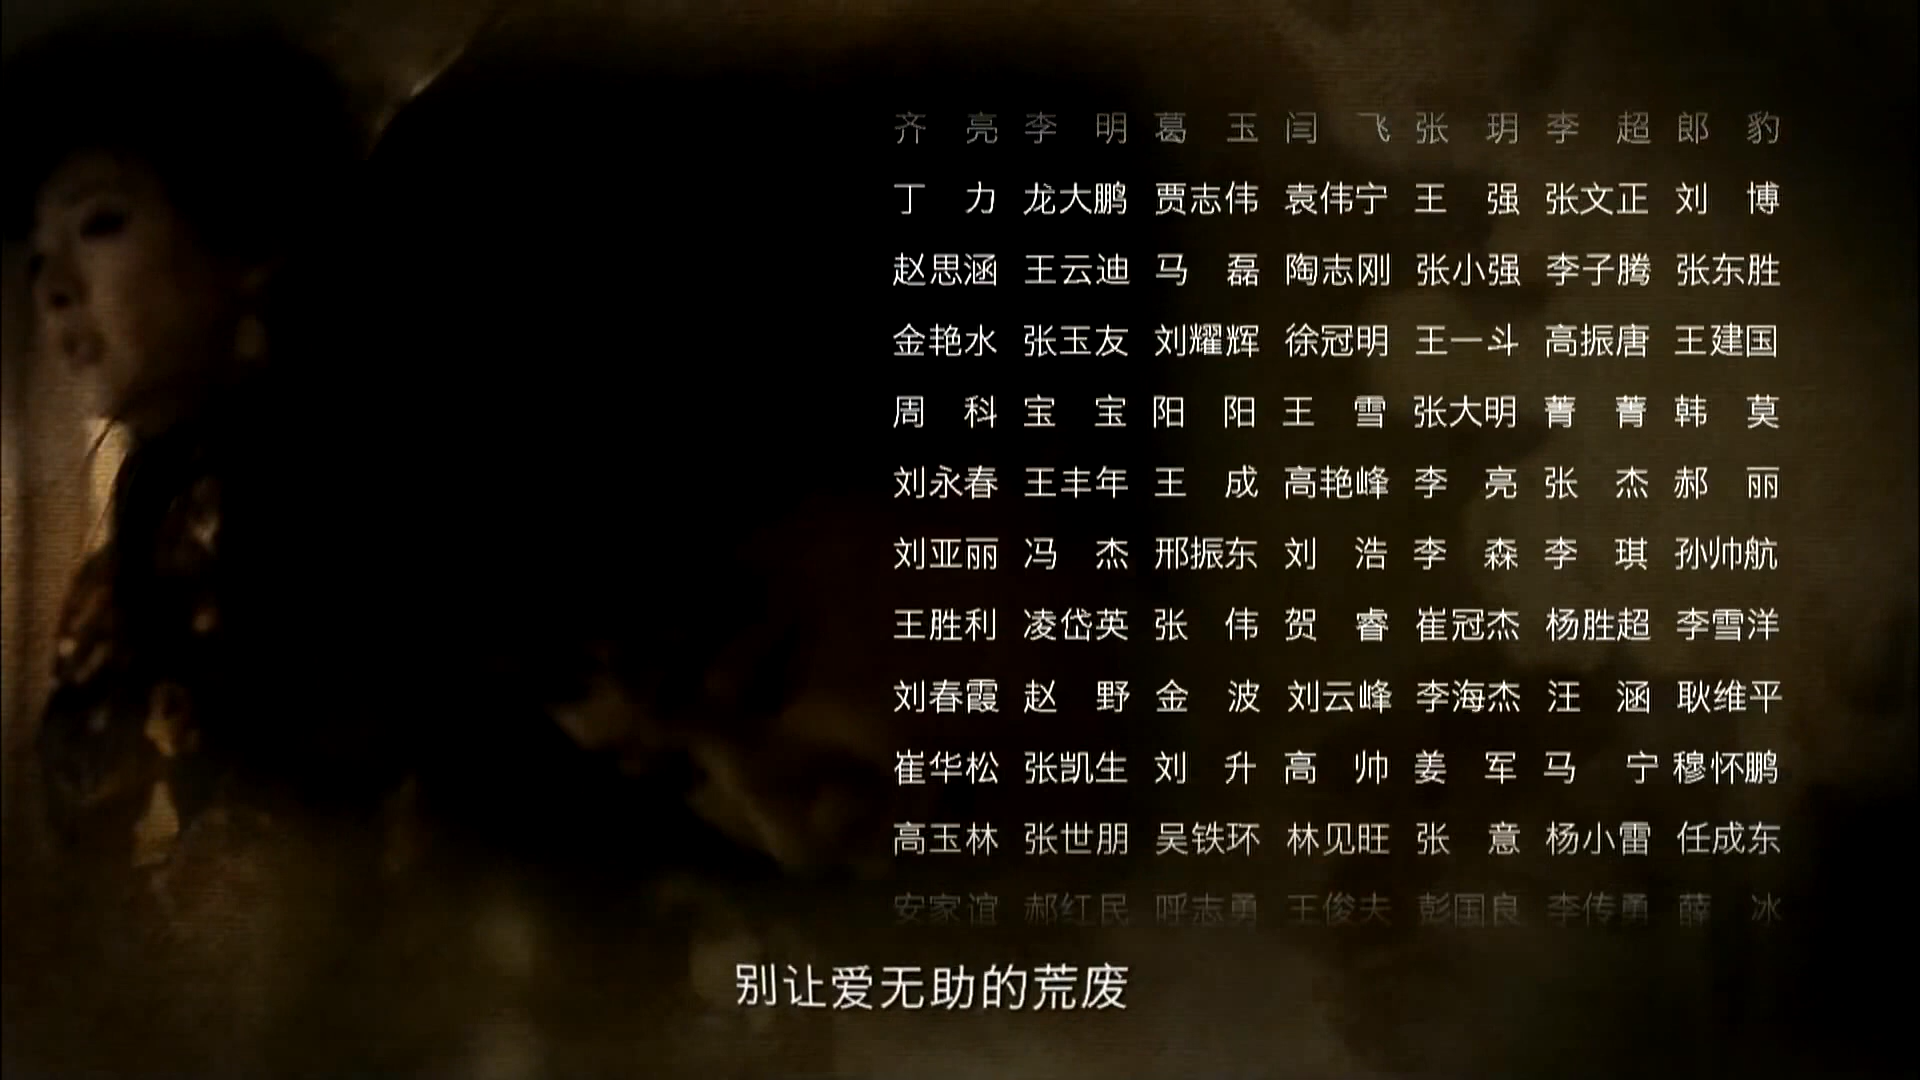 齐亮 李明 葛玉 闫飞 张玥 李超 郎豹
丁力 龙大鹏 贾志伟 袁伟宁 王强 张文正 刘博
赵思涵 王云迪 马磊 陶志刚 张小强 李子腾 张东胜
金艳水 张玉友 刘耀辉 徐冠明 王一斗 高振唐 王建国
周科 宝宝 阳阳 王雪 张大明 菁菁 韩莫
刘永春 王丰年 王成 高艳峰 李亮 张杰 郝丽
刘亚丽 冯杰 邢振东 刘浩 李森 李琪 孙帅航
王胜利 凌岱英 张伟 贺睿 崔冠杰 杨胜超 李雪洋
刘春霞 赵野 金波 刘云峰 李海杰 汪涵 耿维平
崔华松 张凯生 刘升 高帅 姜军 马宁 穆怀鹏
高玉林 张世朋 吴铁环 林见旺 张意 杨小雷 任成东
安家谊 郝红民 呼志勇 王俊夫 彭国良 李传勇 薛冰
别让爱无助的荒废